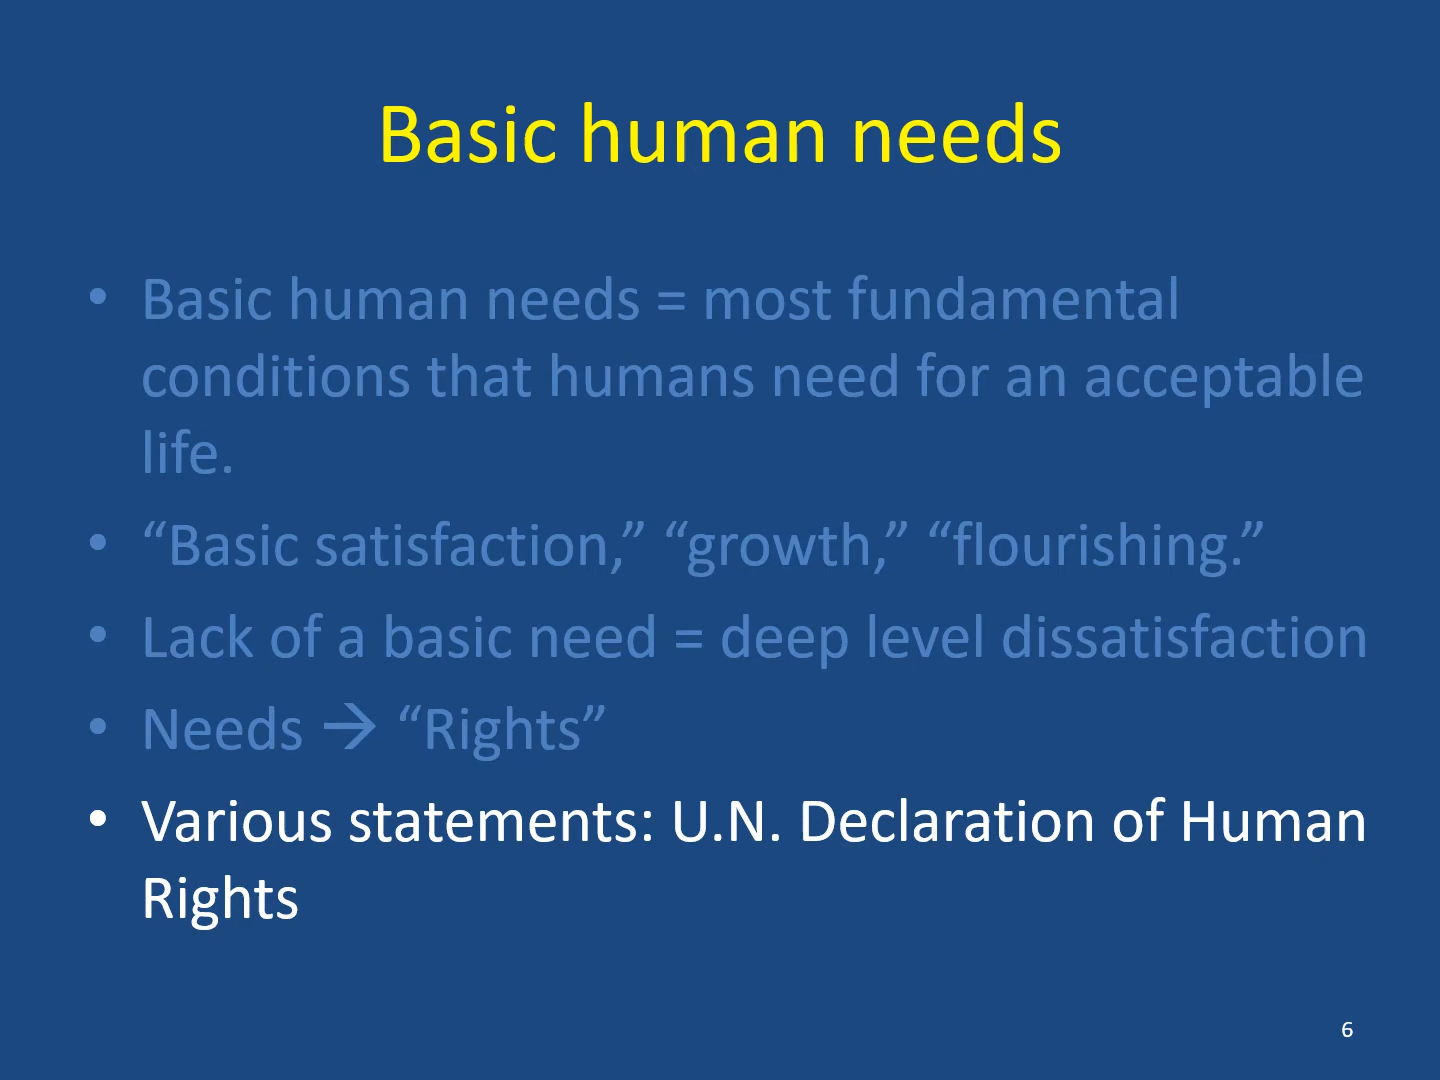 Basic human needs
• Basic human needs = most fundamental
conditions that humans need for an acceptable
life.
• “Basic satisfaction,” “growth,” “flourishing.”
• Lack of a basic need = deep level dissatisfaction
• Needs → “Rights”
• Various statements: U.N. Declaration of Human
Rights
6